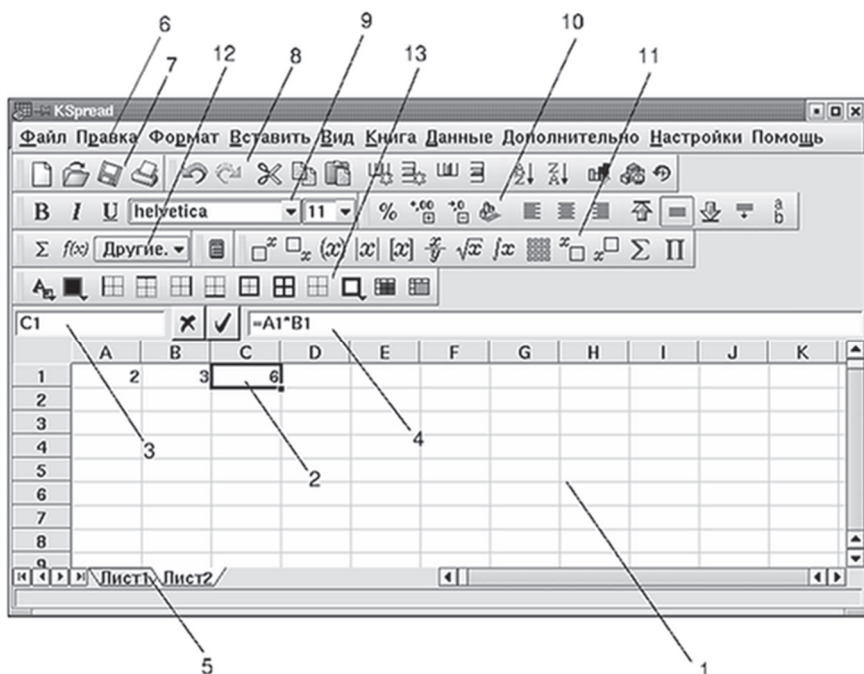 6 9 10
7 12 8 13 11
KSpread
Файл Правка Формат Вставить Вид Книга Данные Дополнительно Настройки Помощь
B I U helvetica 11 %
Σ f(x) Другие. (x) |x| [x] x/y √x ∫x Σ Π
C1 =A1*B1
A B C D E F G H I J K
1 2 3 6
2
3
4
5
6
7
8
9
3 2 4
Лист1 Лист2
5 1